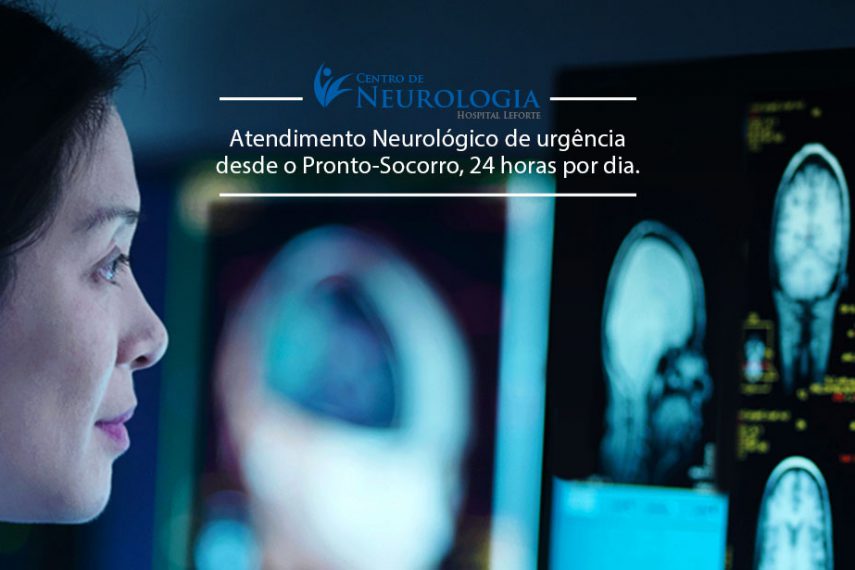 CENTRO DE
NEUROLOGIA
HOSPITAL LEFORTE
Atendimento Neurológico de urgência
desde o Pronto-Socorro, 24 horas por dia.